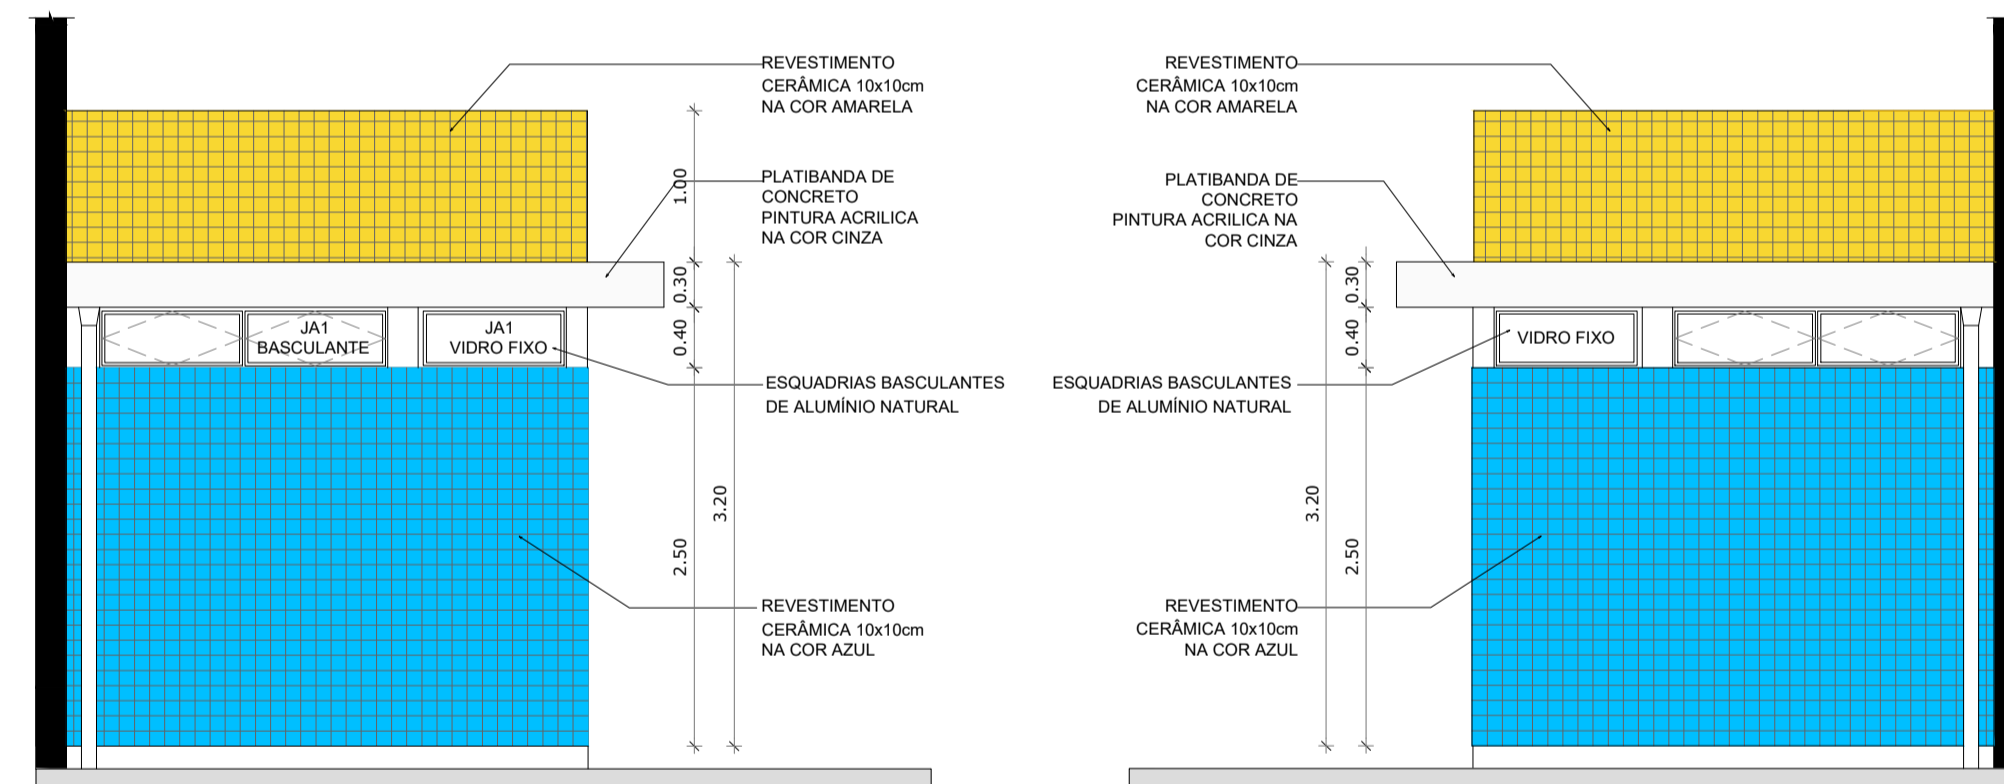 REVESTIMENTO
CERÂMICA 10x10cm
NA COR AMARELA
PLATIBANDA DE
CONCRETO
PINTURA ACRILICA
NA COR CINZA
1.00
0.30
0.40
2.50
3.20
JA1
BASCULANTE
JA1
VIDRO FIXO
ESQUADRIAS BASCULANTES
DE ALUMÍNIO NATURAL
REVESTIMENTO
CERÂMICA 10x10cm
NA COR AZUL
REVESTIMENTO
CERÂMICA 10x10cm
NA COR AMARELA
PLATIBANDA DE
CONCRETO
PINTURA ACRILICA NA
COR CINZA
0.30
0.40
3.20
2.50
VIDRO FIXO
ESQUADRIAS BASCULANTES
DE ALUMÍNIO NATURAL
REVESTIMENTO
CERÂMICA 10x10cm
NA COR AZUL